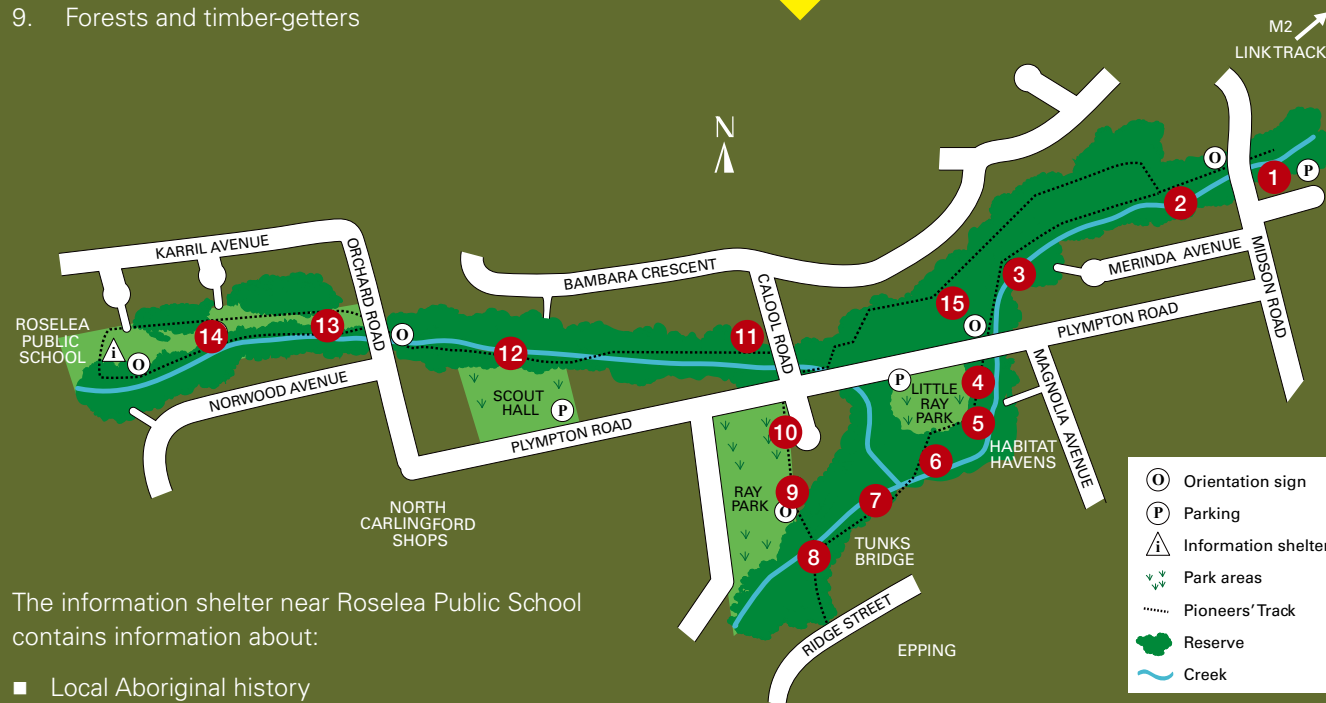 9. Forests and timber-getters
M2
LINK TRACK
N
O
1
P
2
KARRIL AVENUE
ORCHARD ROAD
BAMBARA CRESCENT
CALOOL ROAD
3
MERINDA AVENUE
MIDSON ROAD
15
O
PLYMPTON ROAD
ROSELEA
PUBLIC
SCHOOL
i
O
14
13
O
12
11
NORWOOD AVENUE
SCOUT
HALL
P
PLYMPTON ROAD
P
LITTLE
RAY
PARK
4
5
MAGNOLIA AVENUE
HABITAT
HAVENS
10
6
RAY
PARK
9
O
7
NORTH
CARLINGFORD
SHOPS
8
TUNKS
BRIDGE
RIDGE STREET
EPPING
O Orientation sign
P Parking
i Information shelter
Park areas
Pioneers' Track
Reserve
Creek
The information shelter near Roselea Public School
contains information about:
■ Local Aboriginal history